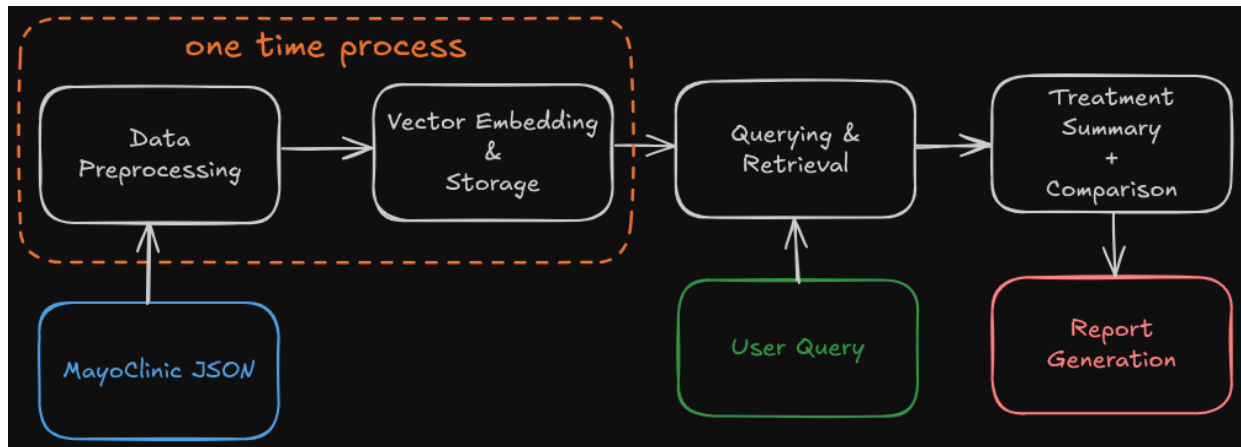 one time process
Data
Preprocessing
Vector Embedding
&
Storage
Querying &
Retrieval
Treatment
Summary
+
Comparison
MayoClinic JSON
User Query
Report
Generation